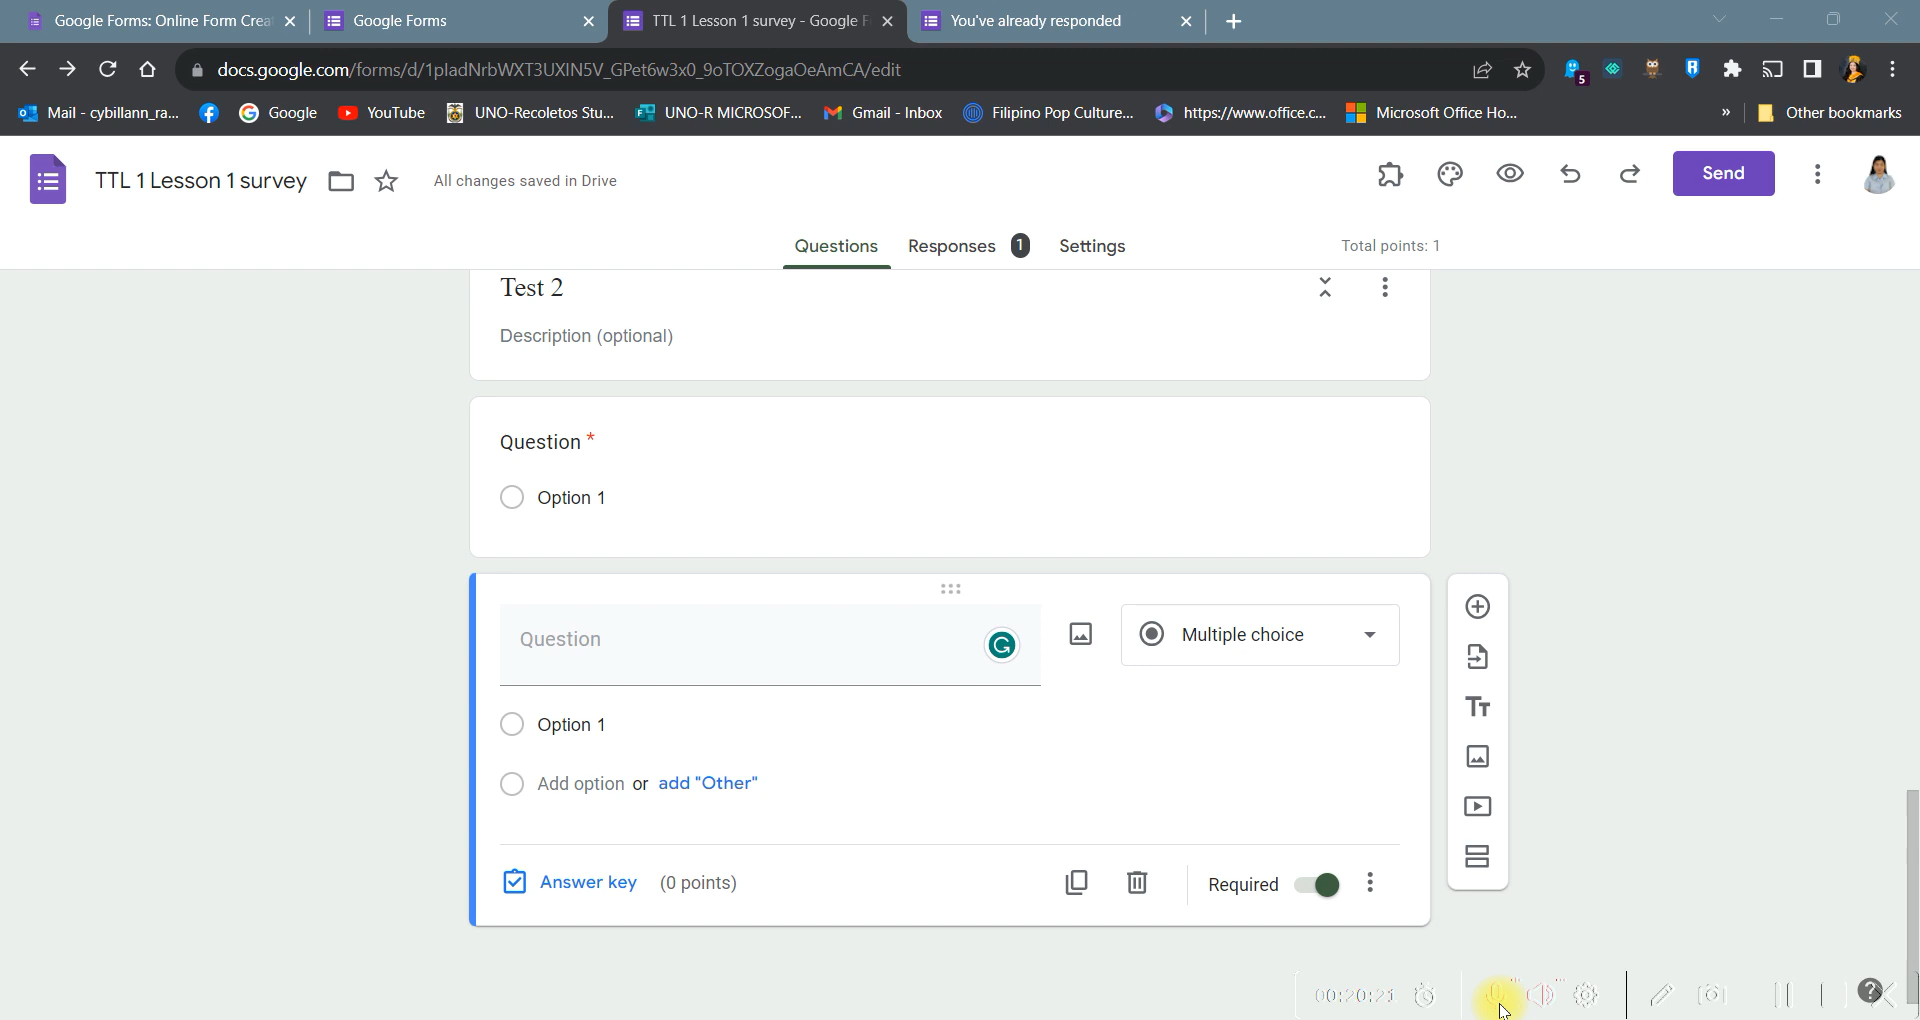 Google Forms: Online Form Crea
Google Forms
TTL 1 Lesson 1 survey - Google F
You've already responded
docs.google.com/forms/d/1pladNrbWXT3UXIN5V_GPet6w3x0_9oTOXZogaOeAmCA/edit
5
Mail - cybillann_ra...
Google
YouTube
UNO-Recoletos Stu...
UNO-R MICROSOF...
Gmail - Inbox
Filipino Pop Culture...
https://www.office.c...
Microsoft Office Ho...
»
Other bookmarks
TTL 1 Lesson 1 survey
All changes saved in Drive
Send
Questions
Responses 1
Settings
Total points: 1
Test 2
Description (optional)
Question *
Option 1
Question
Multiple choice
Option 1
Add option or add "Other"
Answer key (0 points)
Required
00:20:21